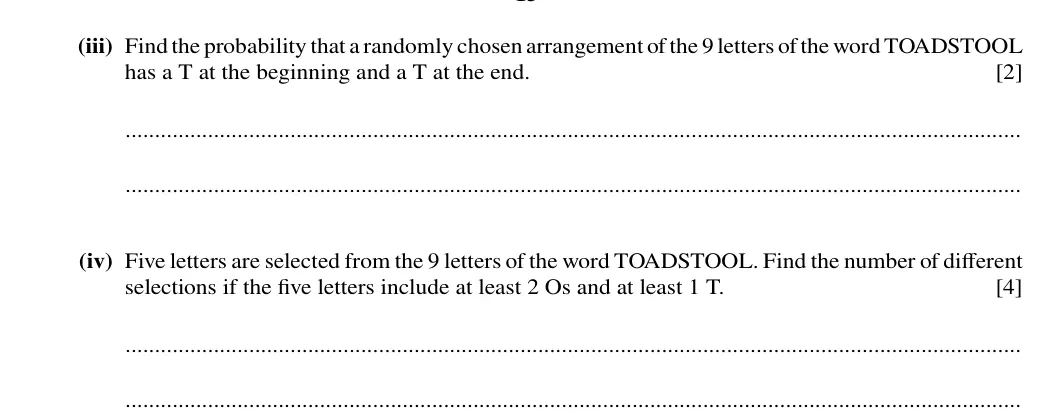 (iii) Find the probability that a randomly chosen arrangement of the 9 letters of the word TOADSTOOL
has a T at the beginning and a T at the end. [2]
................................................................................
................................................................................
(iv) Five letters are selected from the 9 letters of the word TOADSTOOL. Find the number of different
selections if the five letters include at least 2 Os and at least 1 T. [4]
................................................................................
................................................................................